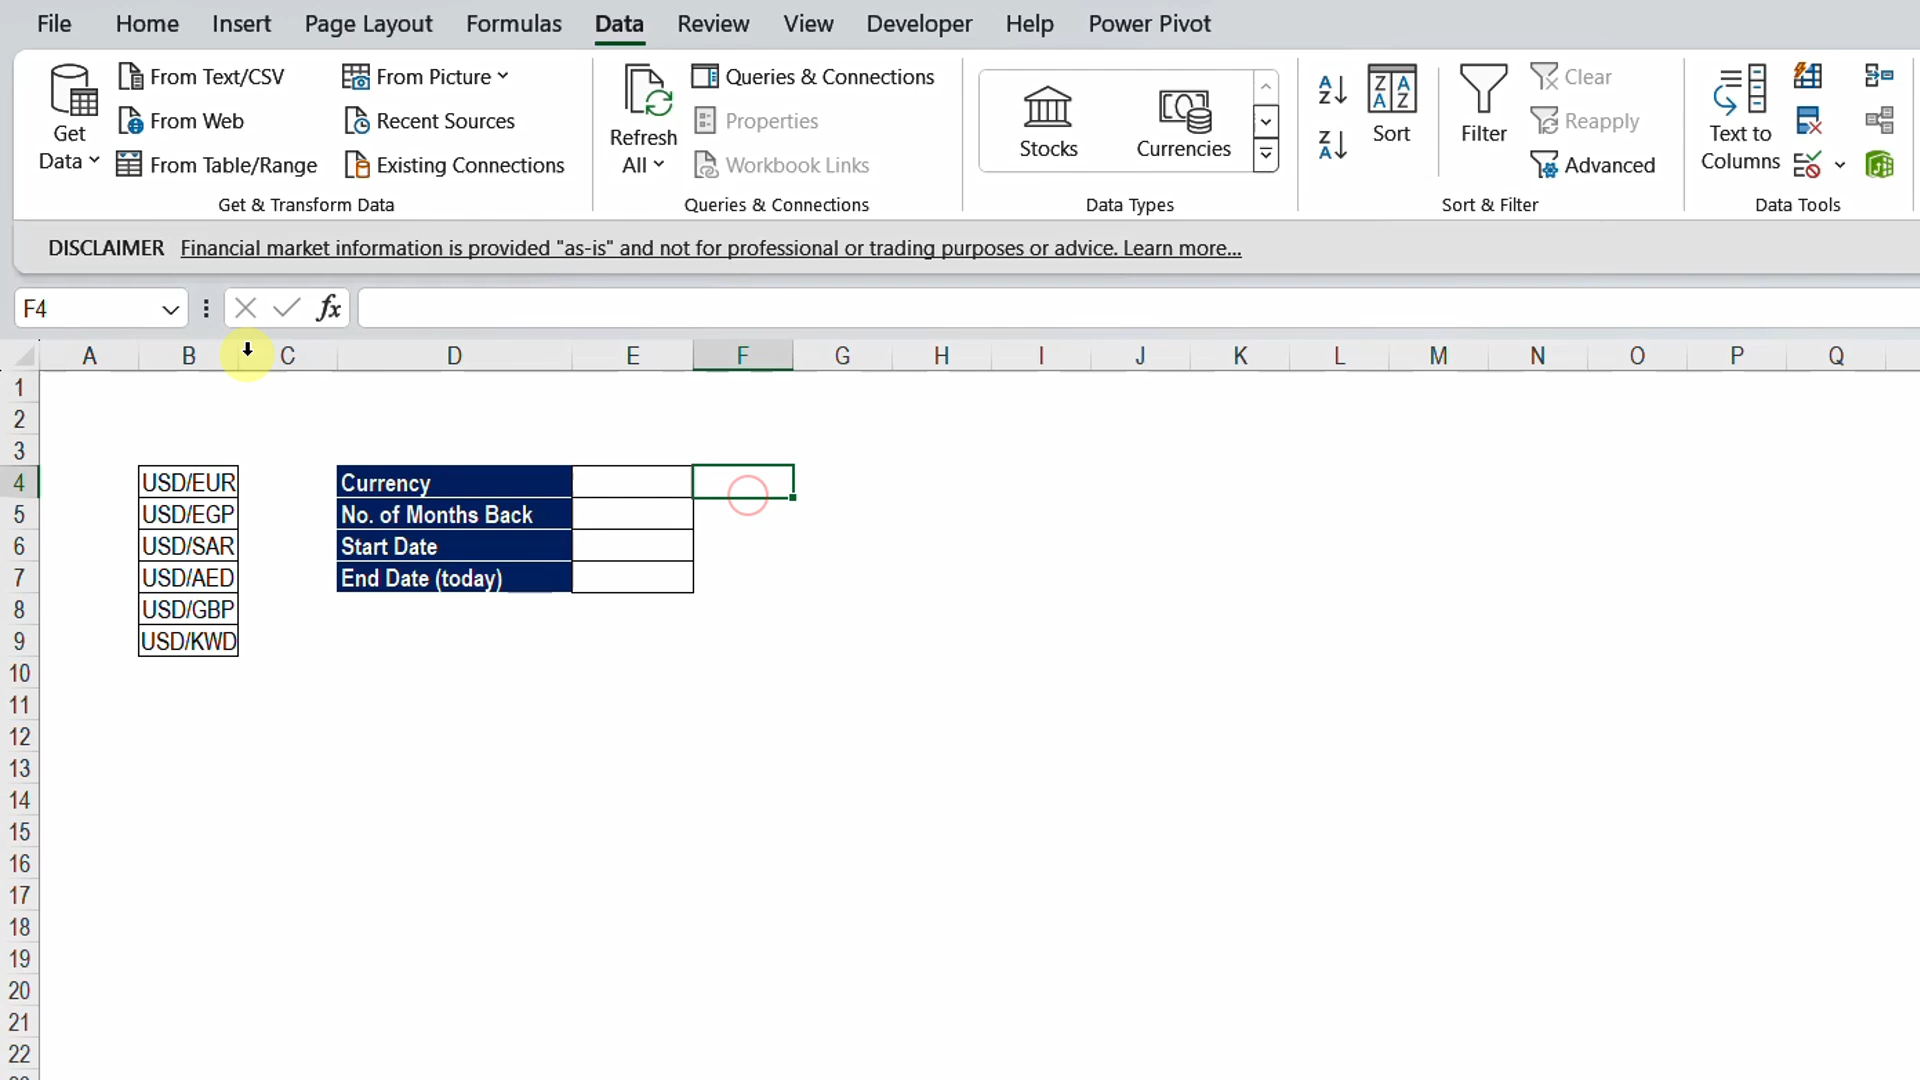 File Home Insert Page Layout Formulas Data Review View Developer Help Power Pivot
Get Data
From Text/CSV
From Web
From Table/Range
From Picture
Recent Sources
Existing Connections
Get & Transform Data
Refresh All
Queries & Connections
Properties
Workbook Links
Queries & Connections
Stocks
Currencies
Data Types
Sort
Filter
Clear
Reapply
Advanced
Sort & Filter
Text to Columns
Data Tools
DISCLAIMER Financial market information is provided "as-is" and not for professional or trading purposes or advice. Learn more...
F4 fx
A B C D E F G H I J K L M N O P Q
1
2
3
4 USD/EUR Currency
5 USD/EGP No. of Months Back
6 USD/SAR Start Date
7 USD/AED End Date (today)
8 USD/GBP
9 USD/KWD
10
11
12
13
14
15
16
17
18
19
20
21
22